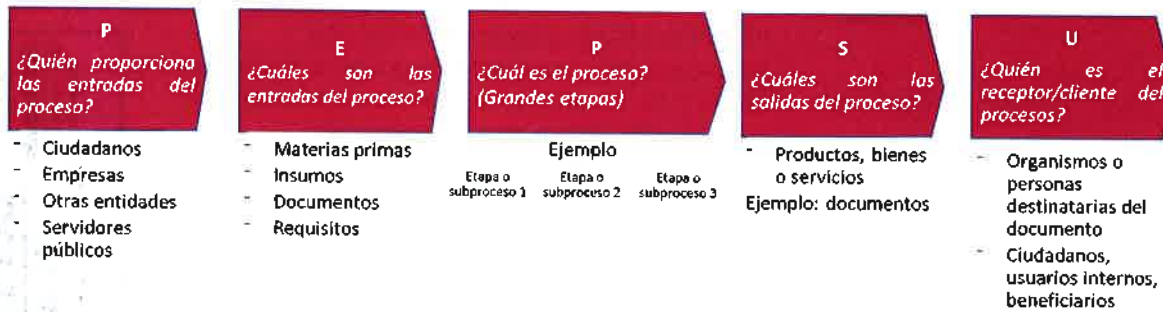 P
¿Quién proporciona
las entradas del
proceso?
- Ciudadanos
- Empresas
- Otras entidades
- Servidores
públicos
E
¿Cuáles son las
entradas del proceso?
- Materias primas
- Insumos
- Documentos
- Requisitos
P
¿Cuál es el proceso?
(Grandes etapas)
Ejemplo
Etapa o
subproceso 1
Etapa o
subproceso 2
Etapa o
subproceso 3
S
¿Cuáles son las
salidas del proceso?
- Productos, bienes
o servicios
Ejemplo: documentos
U
¿Quién es el
receptor/cliente del
procesos?
- Organismos o
personas
destinatarias del
documento
- Ciudadanos,
usuarios internos,
beneficiarios